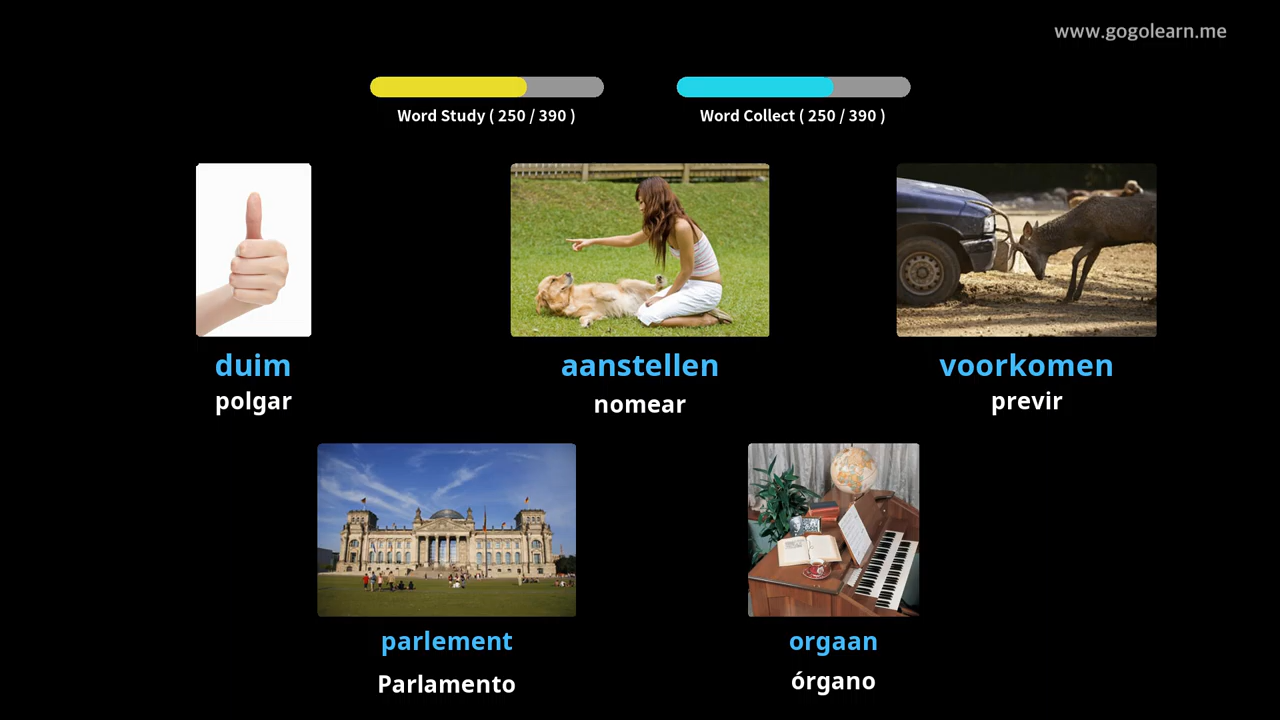 www.gogolearn.me
Word Study ( 250 / 390 )
Word Collect ( 250 / 390 )
duim
polgar
aanstellen
nomear
voorkomen
previr
parlement
Parlamento
orgaan
órgano